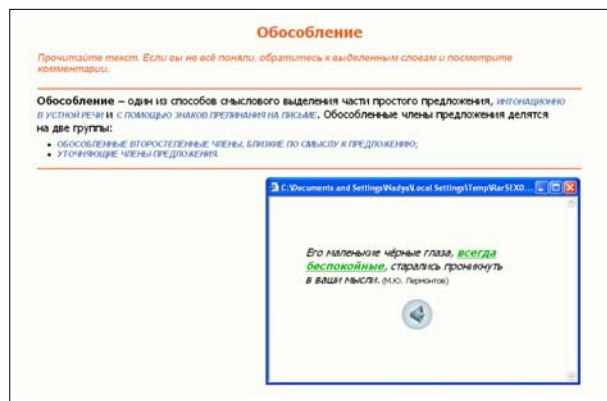 Обособление
Прочитайте текст. Если вы не всё поняли, обратитесь к выделенным словам и посмотрите
комментарии.
Обособление – один из способов смыслового выделения части простого предложения, ИНТОНАЦИОННО
В УСТНОЙ РЕЧИ И С ПОМОЩЬЮ ЗНАКОВ ПРЕПИНАНИЯ НА ПИСЬМЕ. Обособленные члены предложения делятся
на две группы:
• ОБОСОБЛЕННЫЕ ВТОРОСТЕПЕННЫЕ ЧЛЕНЫ, БЛИЗКИЕ ПО СМЫСЛУ К ПРЕДЛОЖЕНИЮ;
• УТОЧНЯЮЩИЕ ЧЛЕНЫ ПРЕДЛОЖЕНИЯ.
C:\Documents and Settings\Nadya\Local Settings\Temp\Rar$EX0...
Его маленькие чёрные глаза, всегда
беспокойные, старались проникнуть
в ваши мысли. (М.Ю. Лермонтов)